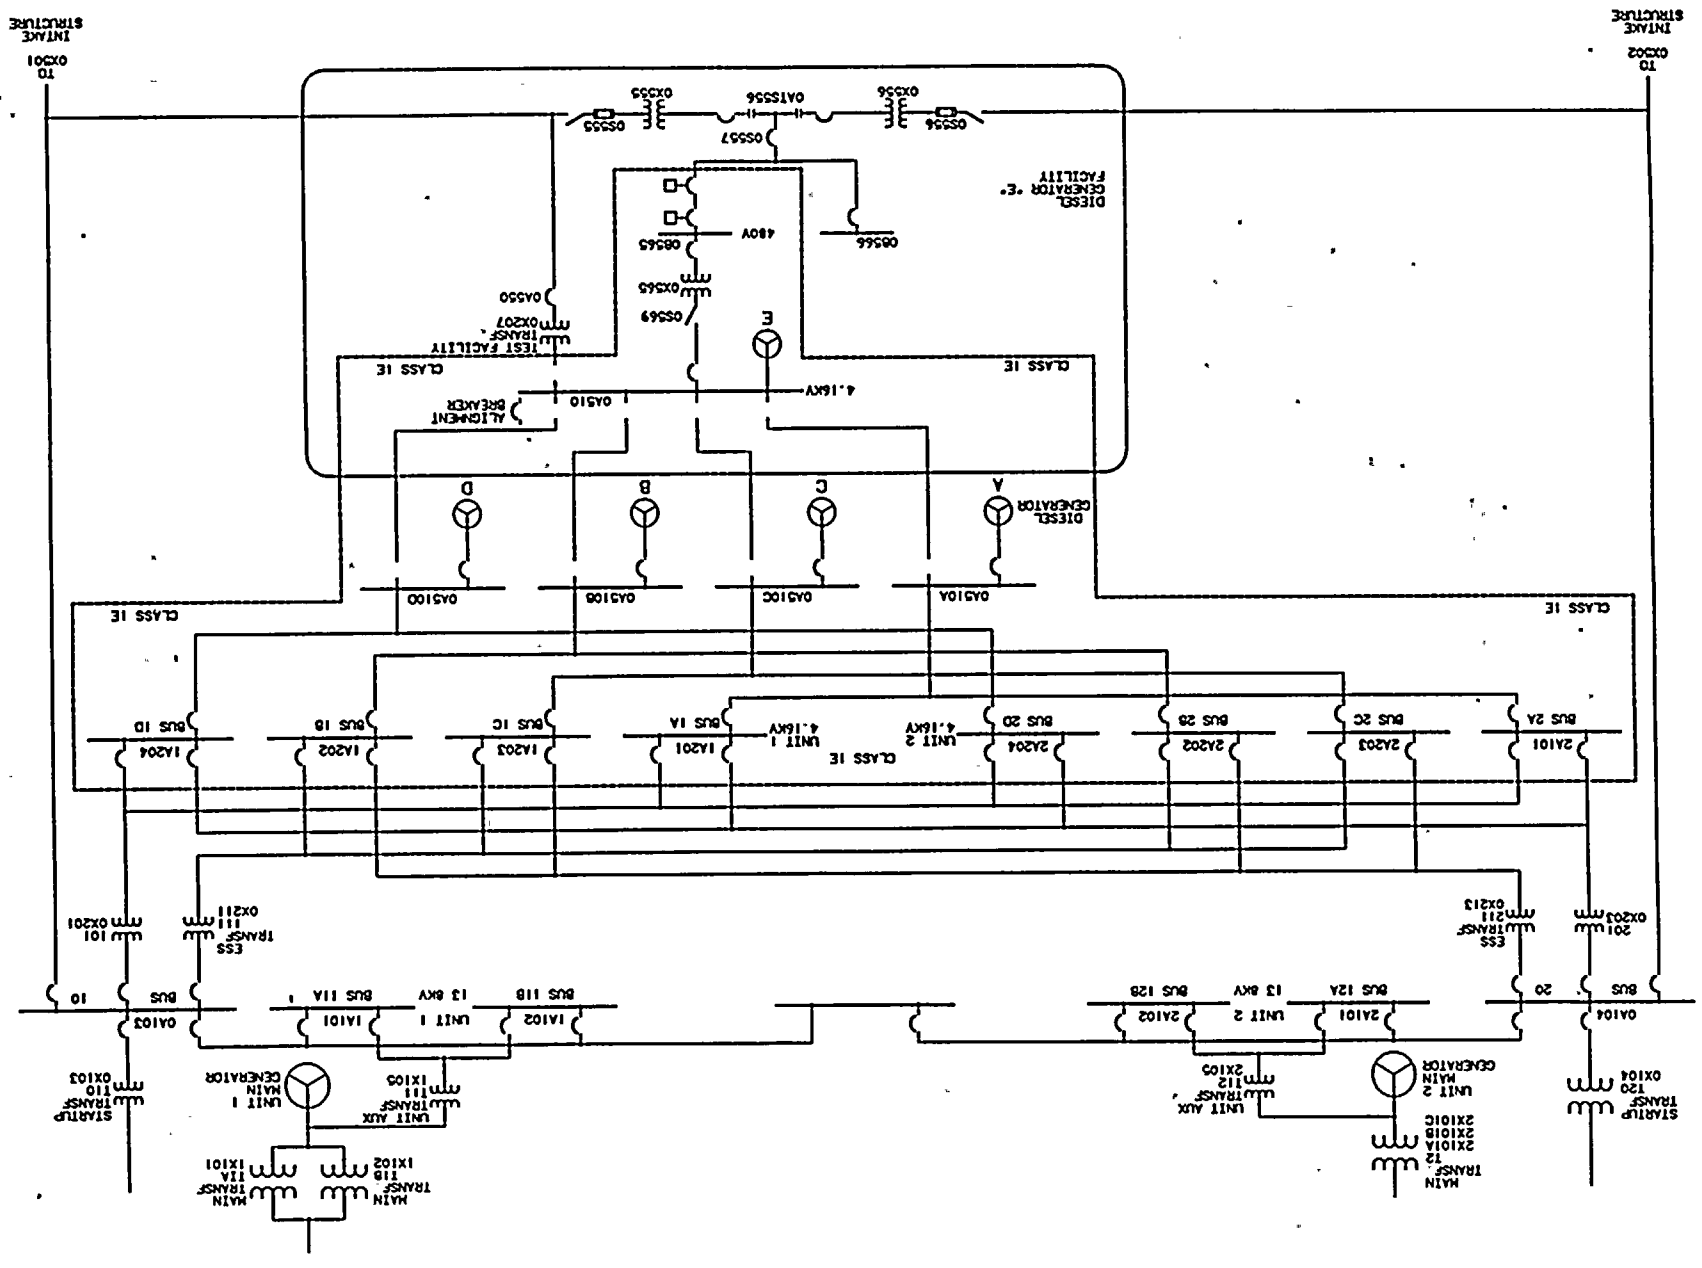 MAIN
TRANSF
T1B
1X102
MAIN
TRANSF
T1A
1X101
MAIN
TRANSF
T2
2X101A
2X101B
2X101C
STARTUP
TRANSF
T20
0X104
UNIT 2
MAIN
GENERATOR
UNIT AUX
TRANSF
T12
2X105
UNIT AUX
TRANSF
T11
1X105
UNIT 1
MAIN
GENERATOR
STARTUP
TRANSF
T10
0X103
0A104
BUS 20
2A101
BUS 12A
UNIT 2
13.8KV
2A102
BUS 12B
1A102
BUS 11B
UNIT 1
13.8KV
1A101
BUS 11A
0A103
BUS 10
201
0X203
ESS
TRANSF
211
0X213
ESS
TRANSF
111
0X211
101
0X201
CLASS 1E
2A101
BUS 2A
2A203
BUS 2C
2A202
BUS 2B
2A204
BUS 2D
UNIT 2
4.16KV
UNIT 1
4.16KV
1A201
BUS 1A
1A203
BUS 1C
1A202
BUS 1B
1A204
BUS 1D
CLASS 1E
CLASS 1E
0A510A
0A510C
0A510B
0A510D
DIESEL
GENERATOR
A
C
B
D
ALIGNMENT
BREAKER
4.16KV
0A510
CLASS 1E
CLASS 1E
E
TEST FACILITY
TRANSF
0X207
0A550
0S569
0X565
0B566
480V
0B565
DIESEL
GENERATOR "E"
FACILITY
0S557
0S556
0X556
0ATS556
0X555
0S555
TO
0X502
INTAKE
STRUCTURE
TO
0X501
INTAKE
STRUCTURE